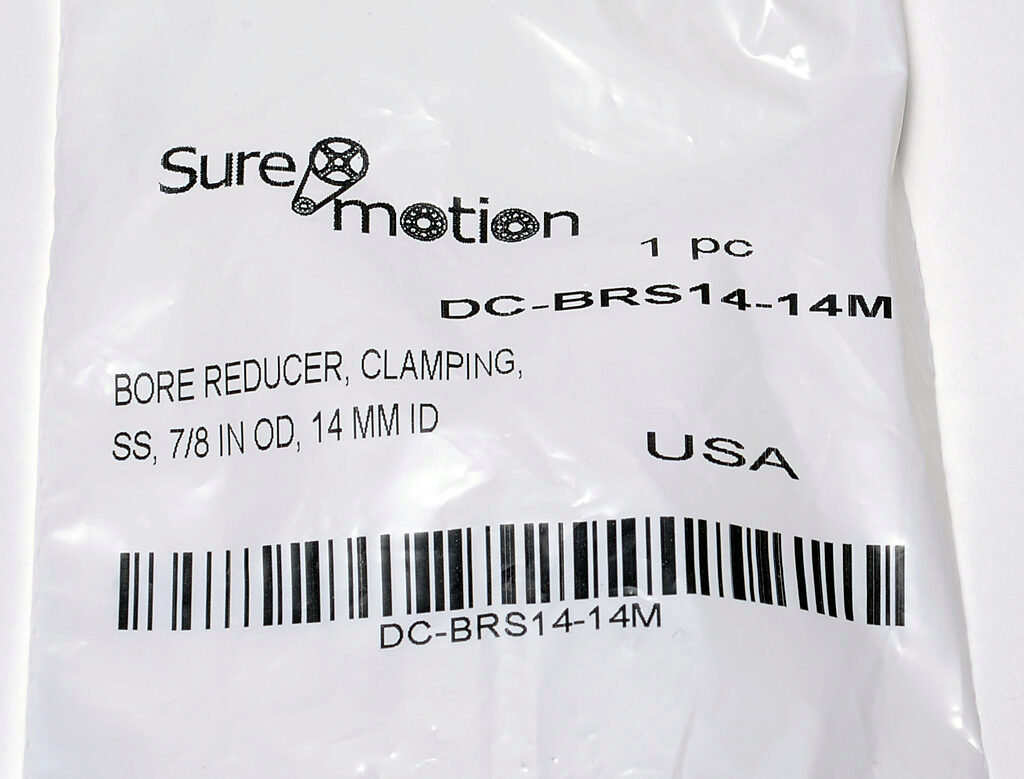 Sure
motion
1 pc
DC-BRS14-14M
BORE REDUCER, CLAMPING,
SS, 7/8 IN OD, 14 MM ID
USA
DC-BRS14-14M